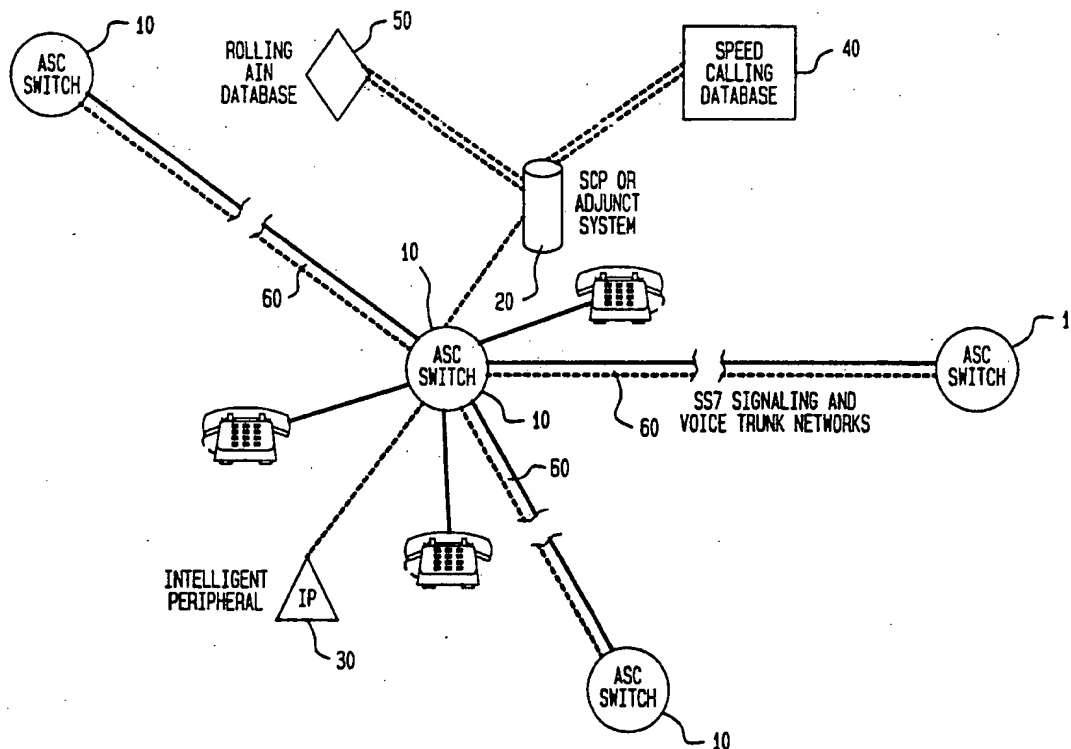 10
ASC
SWITCH
ROLLING
AIN
DATABASE
50
SPEED
CALLING
DATABASE
40
SCP OR
ADJUNCT
SYSTEM
20
60
10
ASC
SWITCH
10
1
ASC
SWITCH
SS7 SIGNALING AND
VOICE TRUNK NETWORKS
60
60
INTELLIGENT
PERIPHERAL
IP
30
ASC
SWITCH
10